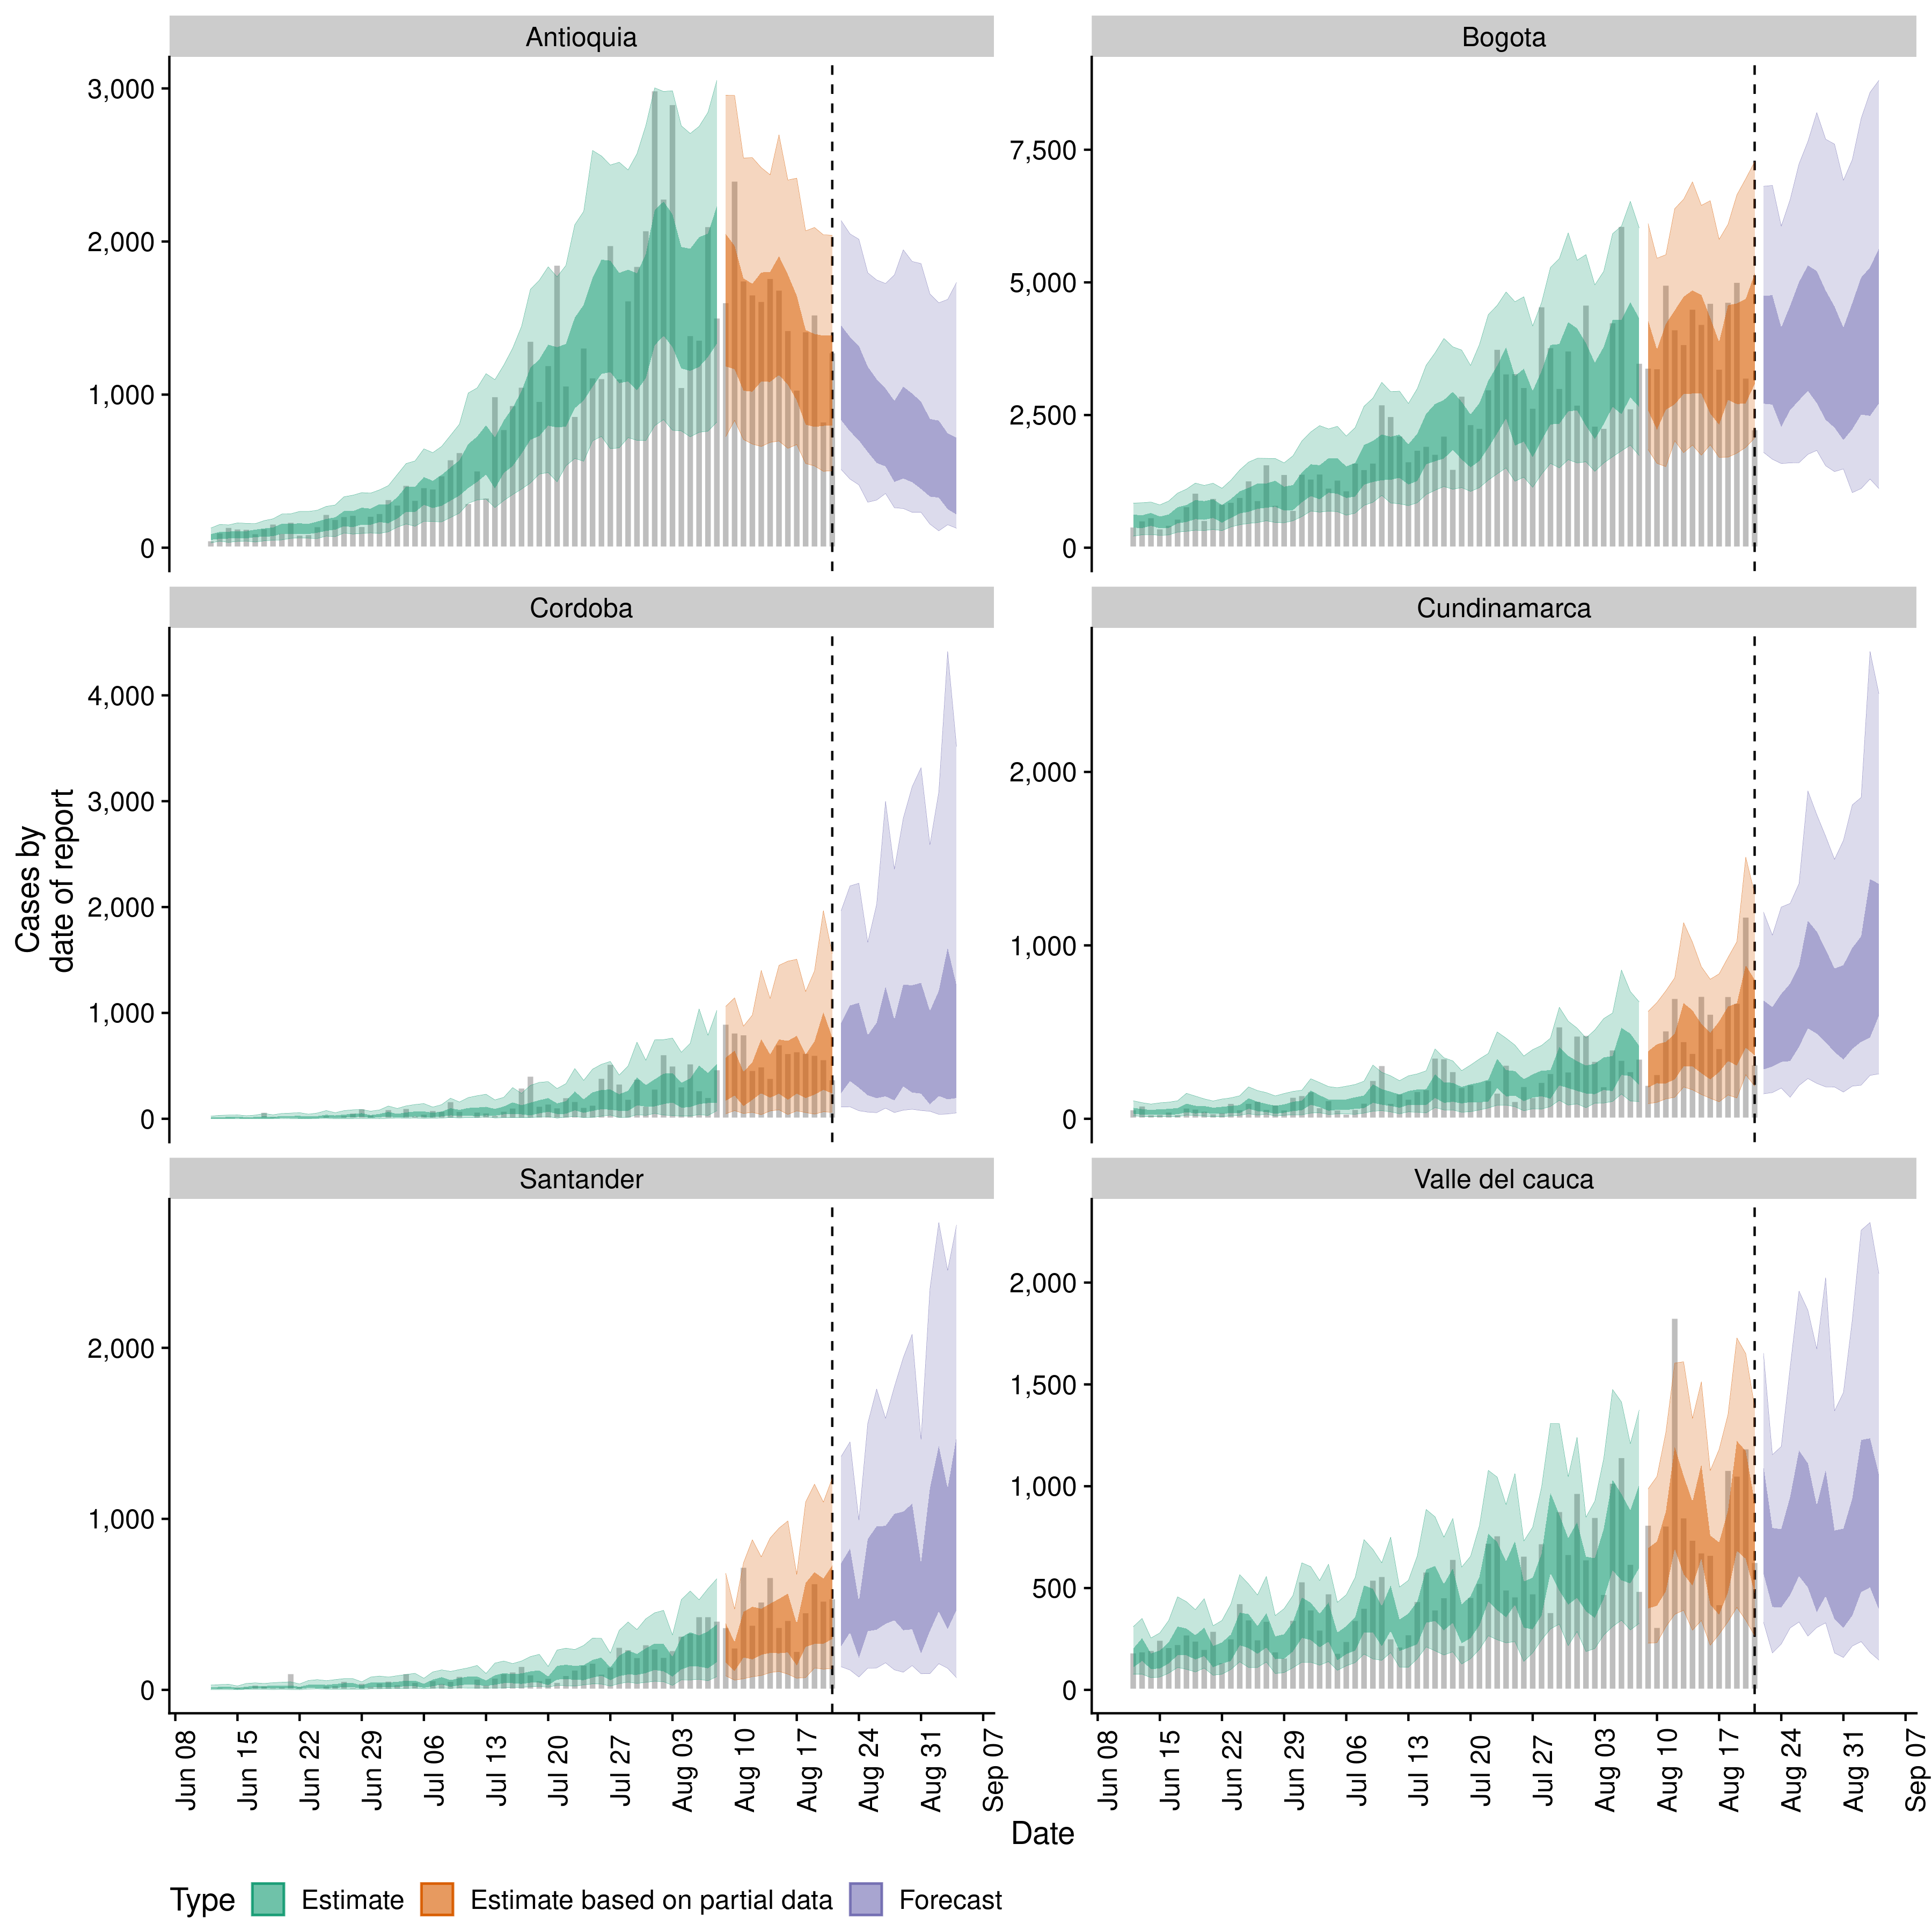 Antioquia
Bogota
3,000
2,000
1,000
0
7,500
5,000
2,500
0
Cordoba
Cundinamarca
4,000
3,000
2,000
1,000
0
2,000
1,000
0
Cases by
date of report
Santander
Valle del cauca
2,000
1,000
0
2,000
1,500
1,000
500
0
Jun 08 Jun 15 Jun 22 Jun 29 Jul 06 Jul 13 Jul 20 Jul 27 Aug 03 Aug 10 Aug 17 Aug 24 Aug 31 Sep 07
Jun 08 Jun 15 Jun 22 Jun 29 Jul 06 Jul 13 Jul 20 Jul 27 Aug 03 Aug 10 Aug 17 Aug 24 Aug 31 Sep 07
Date
Type Estimate Estimate based on partial data Forecast